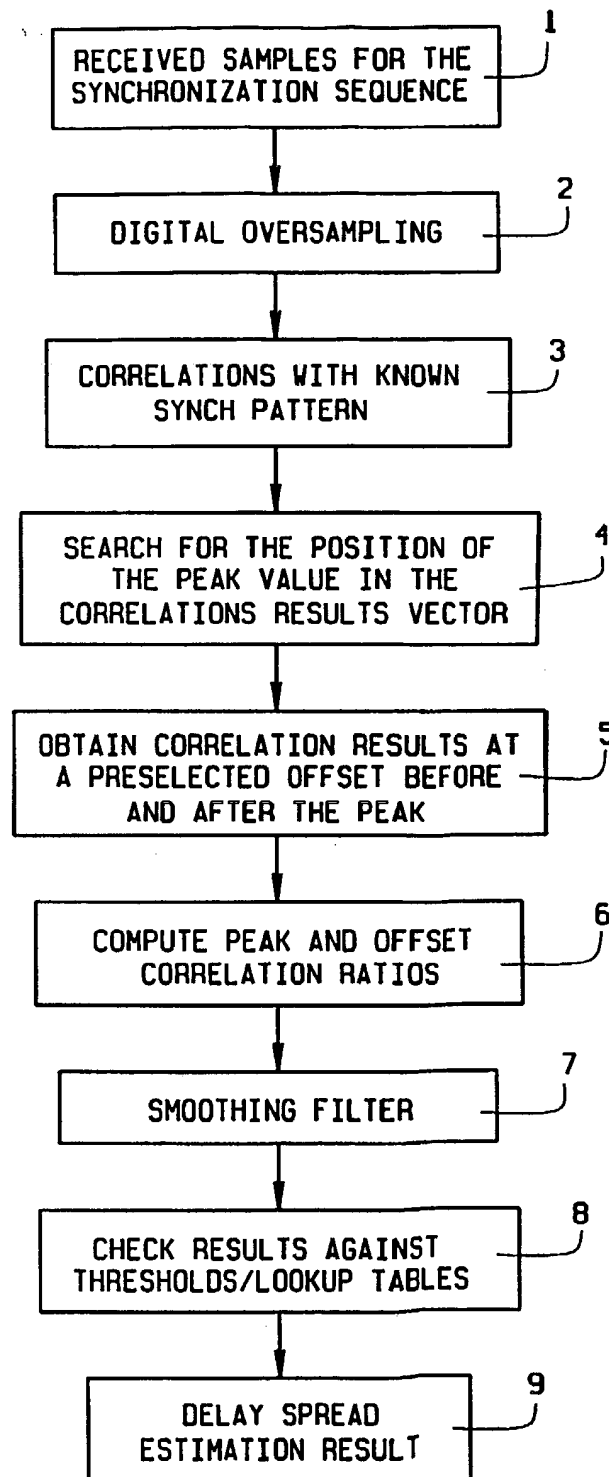 1
RECEIVED SAMPLES FOR THE
SYNCHRONIZATION SEQUENCE
2
DIGITAL OVERSAMPLING
3
CORRELATIONS WITH KNOWN
SYNCH PATTERN
4
SEARCH FOR THE POSITION OF
THE PEAK VALUE IN THE
CORRELATIONS RESULTS VECTOR
5
OBTAIN CORRELATION RESULTS AT
A PRESELECTED OFFSET BEFORE
AND AFTER THE PEAK
6
COMPUTE PEAK AND OFFSET
CORRELATION RATIOS
7
SMOOTHING FILTER
8
CHECK RESULTS AGAINST
THRESHOLDS/LOOKUP TABLES
9
DELAY SPREAD
ESTIMATION RESULT